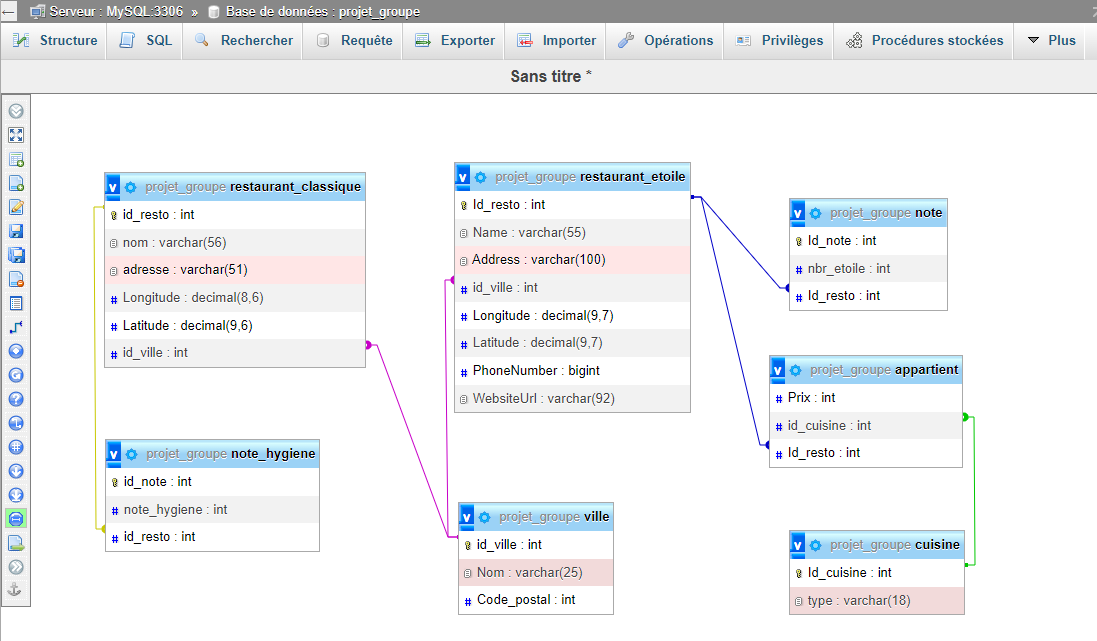 Serveur : MySQL:3306 » Base de données : projet_groupe
Structure SQL Rechercher Requête Exporter Importer Opérations Privilèges Procédures stockées Plus
Sans titre *
v projet_groupe restaurant_classique
id_resto : int
nom : varchar(56)
adresse : varchar(51)
# Longitude : decimal(8,6)
# Latitude : decimal(9,6)
# id_ville : int
v projet_groupe restaurant_etoile
Id_resto : int
Name : varchar(55)
Address : varchar(100)
# id_ville : int
# Longitude : decimal(9,7)
# Latitude : decimal(9,7)
# PhoneNumber : bigint
WebsiteUrl : varchar(92)
v projet_groupe note
Id_note : int
# nbr_etoile : int
# Id_resto : int
v projet_groupe appartient
# Prix : int
# id_cuisine : int
# Id_resto : int
v projet_groupe note_hygiene
id_note : int
# note_hygiene : int
# id_resto : int
v projet_groupe ville
id_ville : int
Nom : varchar(25)
# Code_postal : int
v projet_groupe cuisine
Id_cuisine : int
type : varchar(18)